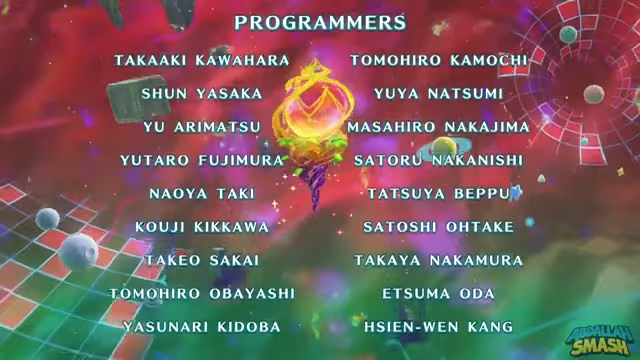 PROGRAMMERS
TAKAAKI KAWAHARA TOMOHIRO KAMOCHI
SHUN YASAKA YUYA NATSUMI
YU ARIMATSU MASAHIRO NAKAJIMA
YUTARO FUJIMURA SATORU NAKANISHI
NAOYA TAKI TATSUYA BEPPU
KOUJI KIKKAWA SATOSHI OHTAKE
TAKEO SAKAI TAKAYA NAKAMURA
TOMOHIRO OBAYASHI ETSUMA ODA
YASUNARI KIDOBA HSIEN-WEN KANG
ABDALLAH
SMASH